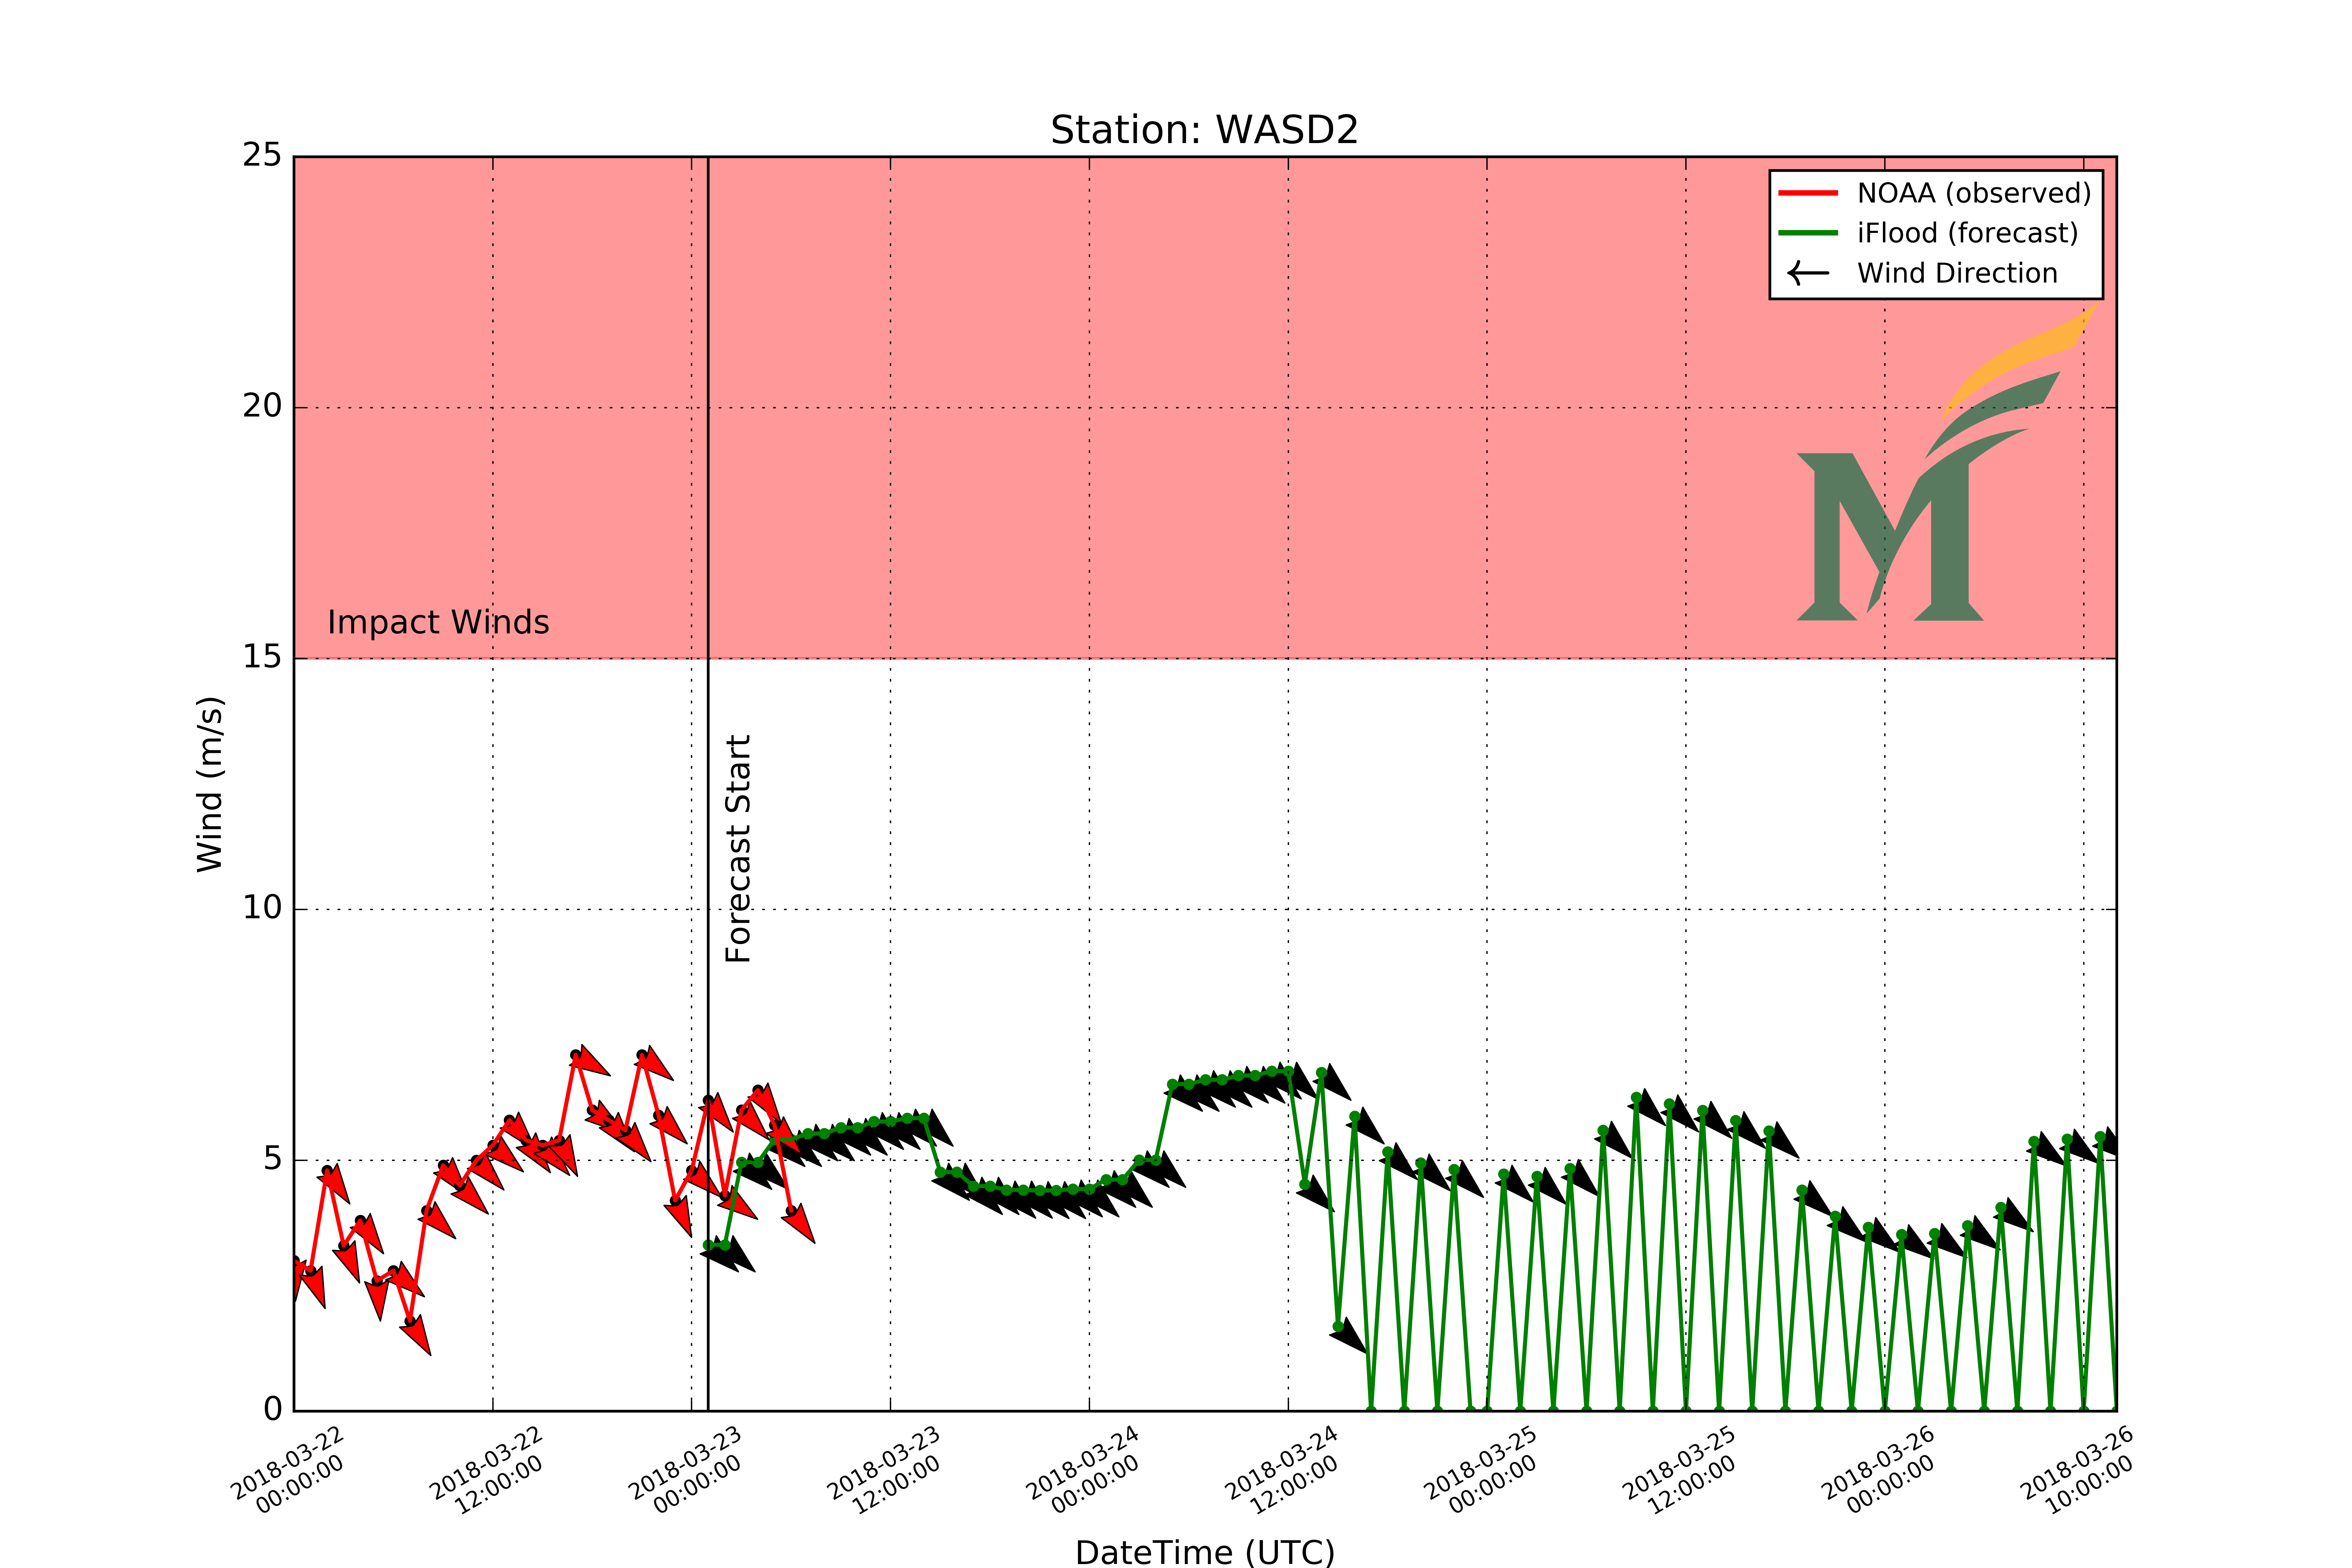 Station: WASD2
25
20
15
10
5
0
Wind (m/s)
NOAA (observed)
iFlood (forecast)
Wind Direction
M
Impact Winds
Forecast Start
2018-03-22
00:00:00
2018-03-22
12:00:00
2018-03-23
00:00:00
2018-03-23
12:00:00
2018-03-24
00:00:00
2018-03-24
12:00:00
2018-03-25
00:00:00
2018-03-25
12:00:00
2018-03-26
00:00:00
2018-03-26
10:00:00
DateTime (UTC)